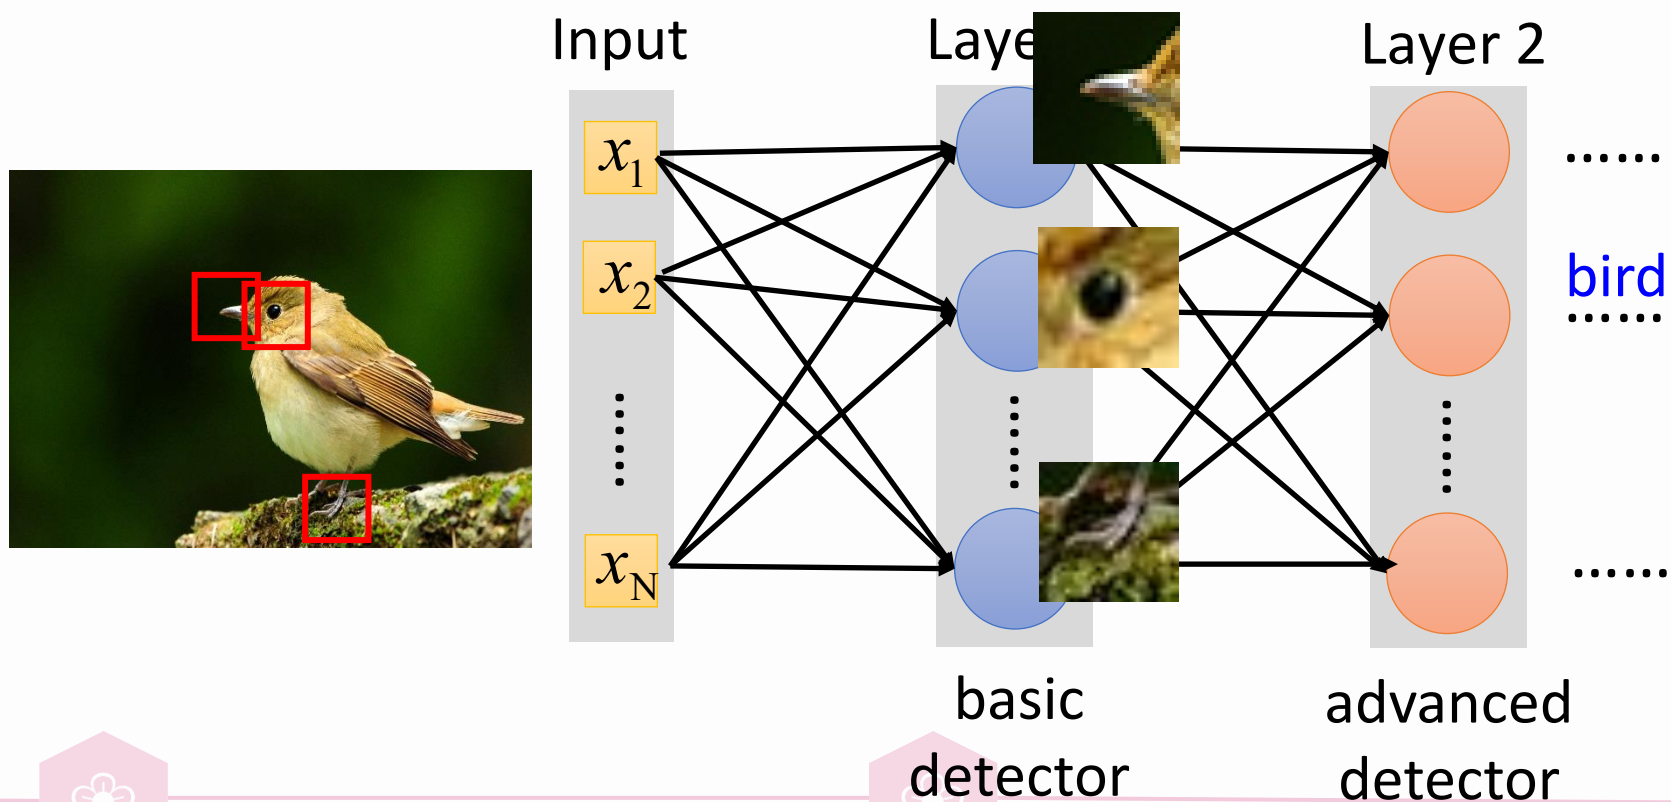 Input
Laye
Layer 2
x1
x2
xN
......
bird
......
......
basic
detector
advanced
detector